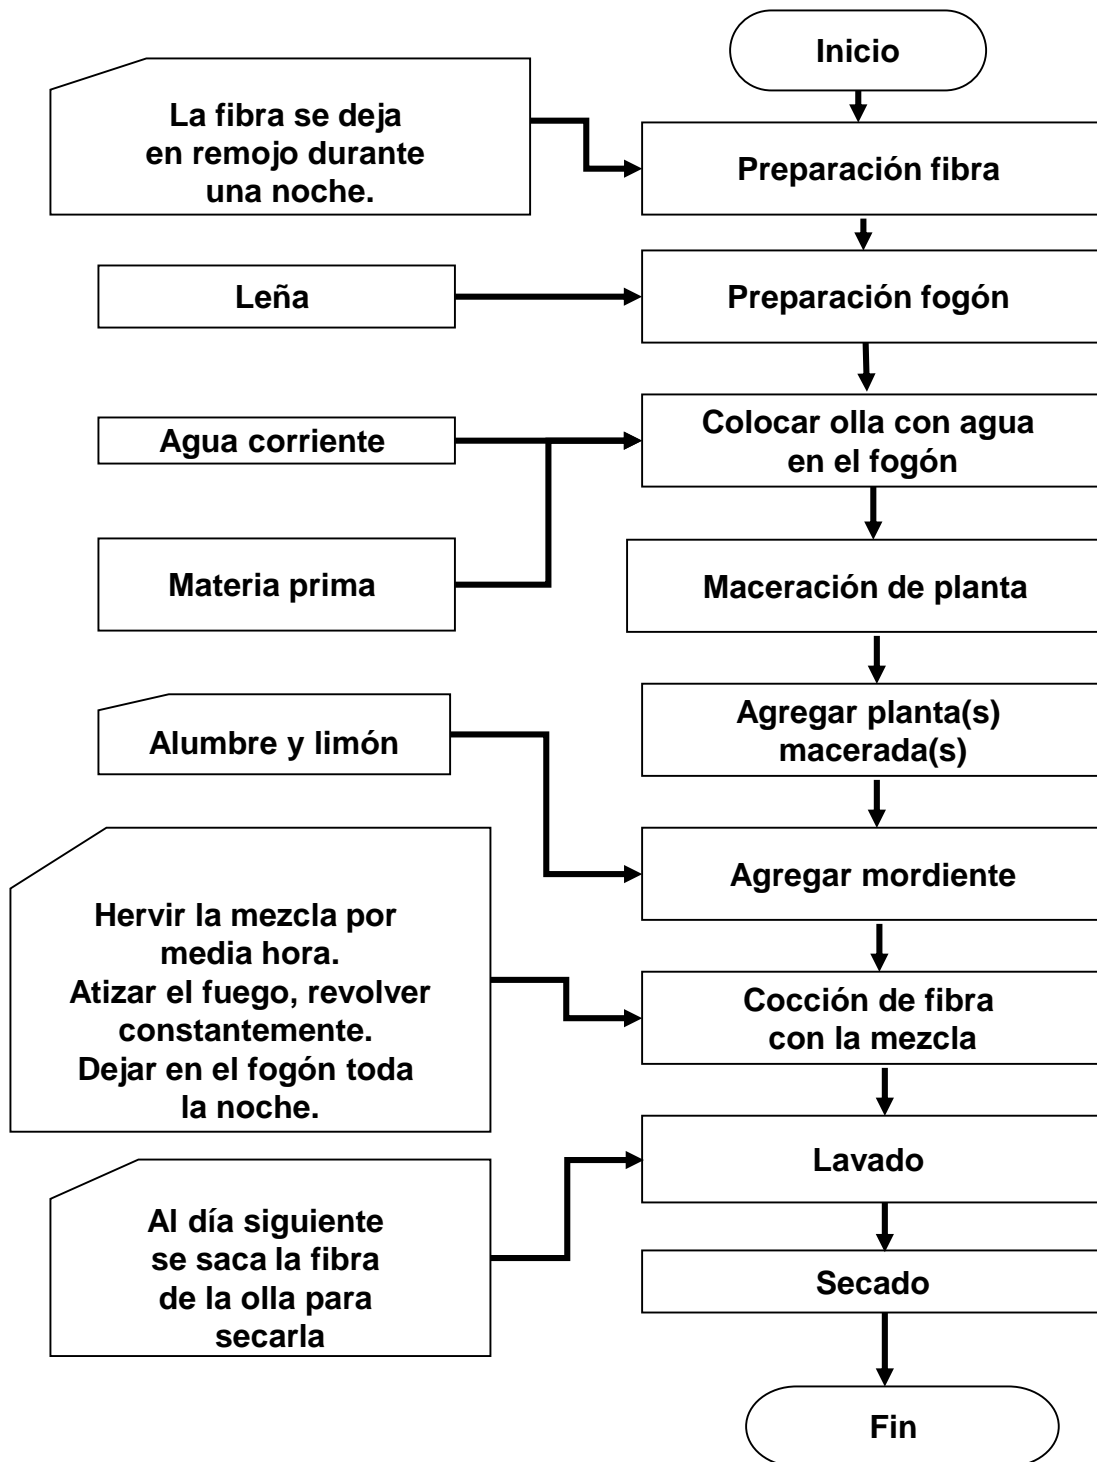 Inicio
La fibra se deja
en remojo durante
una noche.
Preparación fibra
Leña
Preparación fogón
Agua corriente
Colocar olla con agua
en el fogón
Materia prima
Maceración de planta
Agregar planta(s)
macerada(s)
Alumbre y limón
Agregar mordiente
Hervir la mezcla por
media hora.
Atizar el fuego, revolver
constantemente.
Dejar en el fogón toda
la noche.
Cocción de fibra
con la mezcla
Lavado
Al día siguiente
se saca la fibra
de la olla para
secarla
Secado
Fin